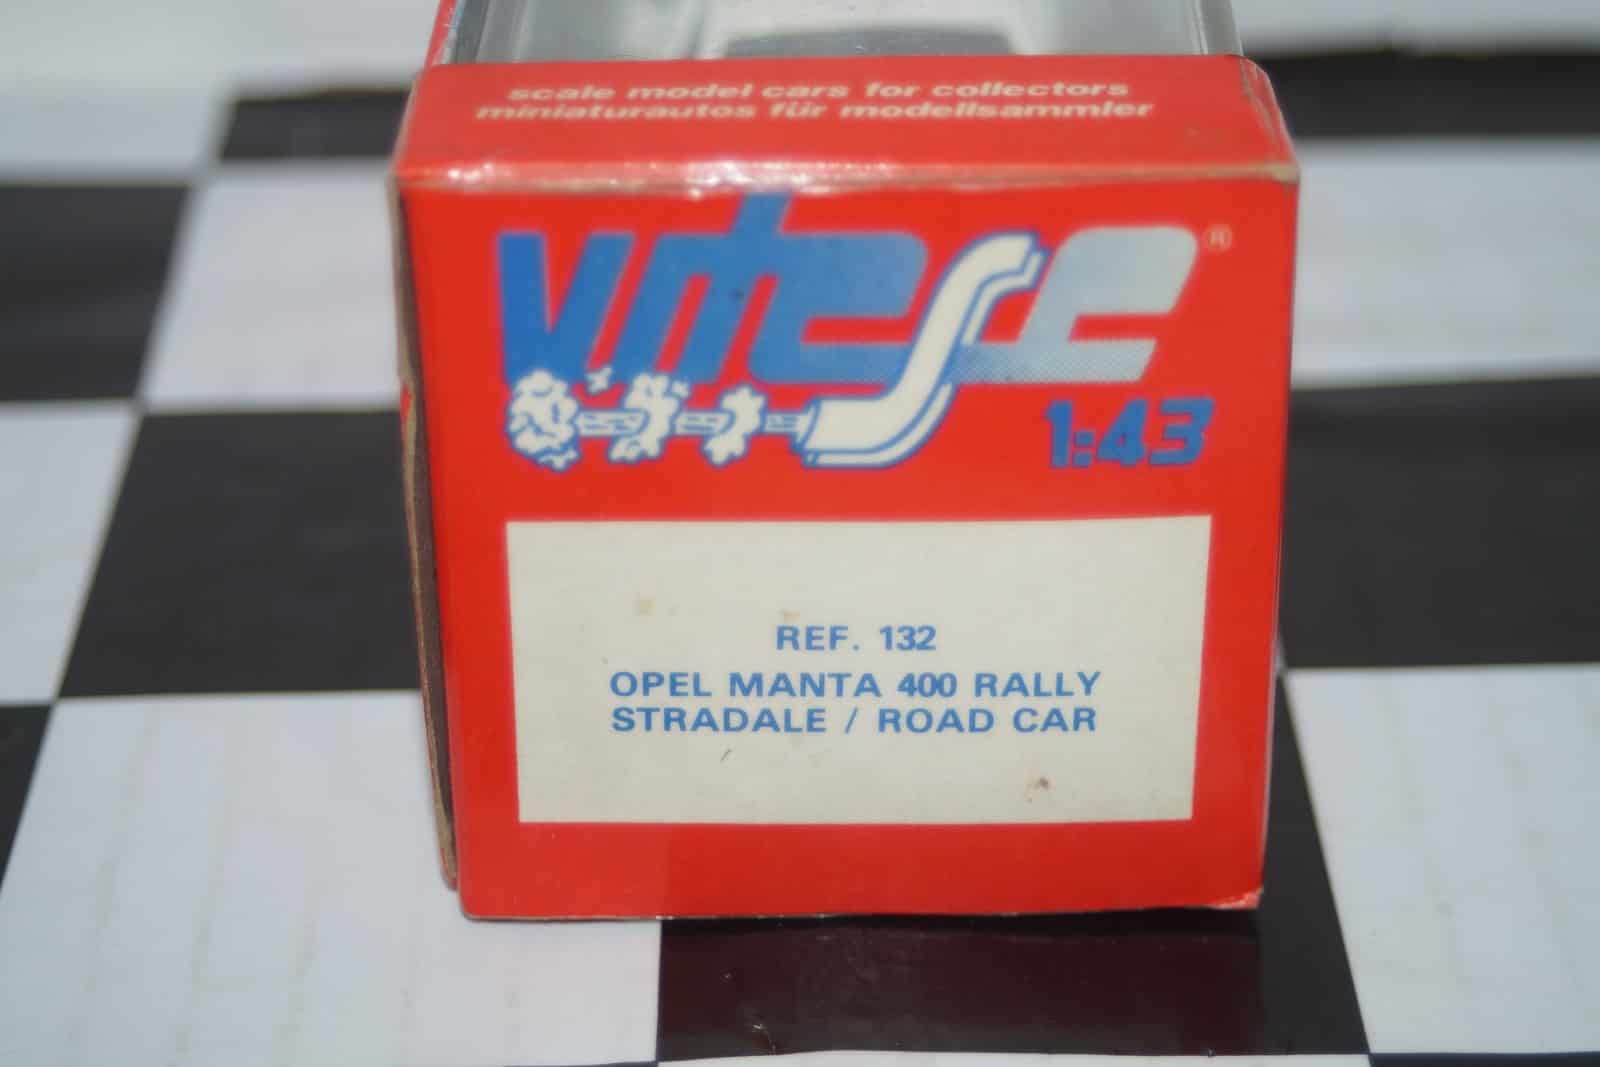 scale model cars for collectors
miniaturautos für modellsammler
vitesse®
1:43
REF. 132
OPEL MANTA 400 RALLY
STRADALE / ROAD CAR